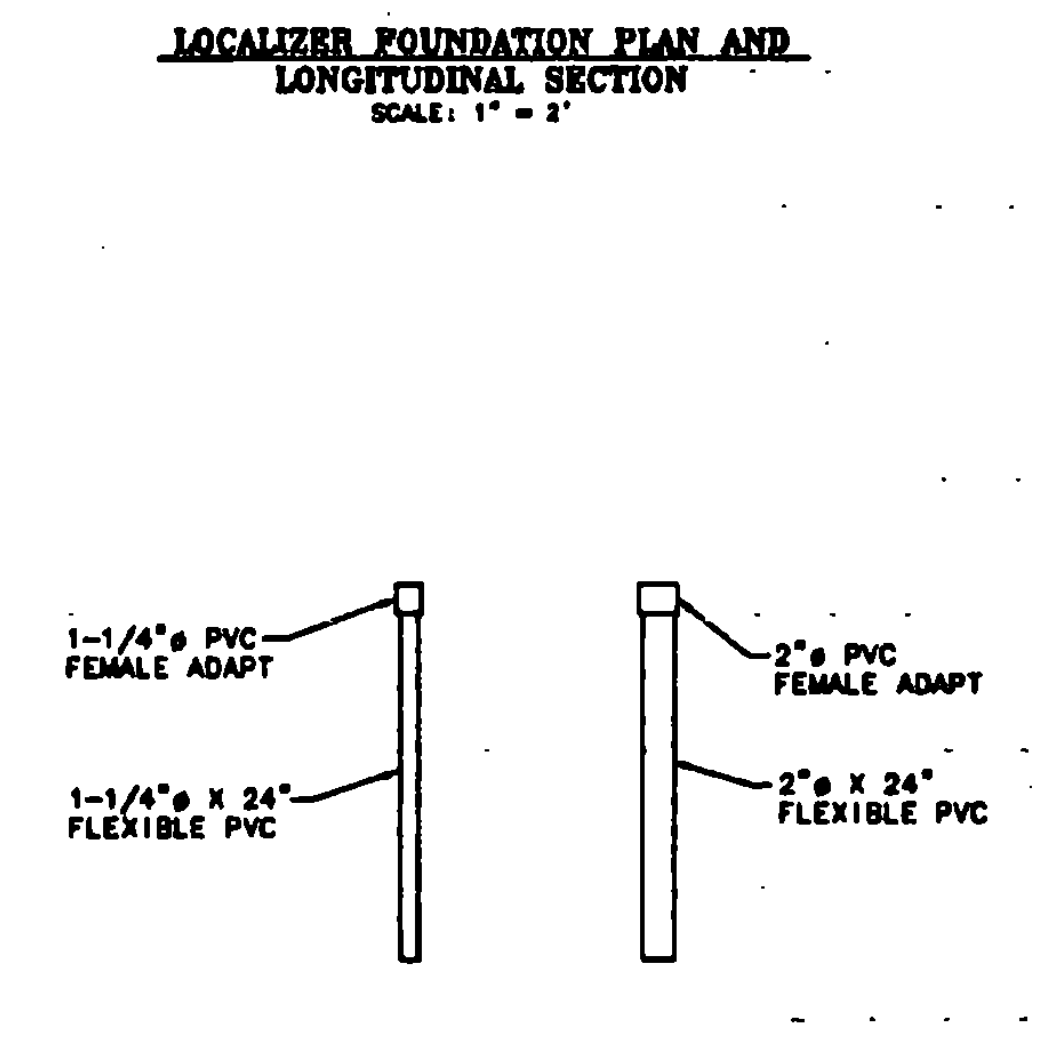 LOCALIZER FOUNDATION PLAN AND
LONGITUDINAL SECTION
SCALE: 1" = 2'
1-1/4"ø PVC
FEMALE ADAPT
2"ø PVC
FEMALE ADAPT
1-1/4"ø X 24"
FLEXIBLE PVC
2"ø X 24"
FLEXIBLE PVC